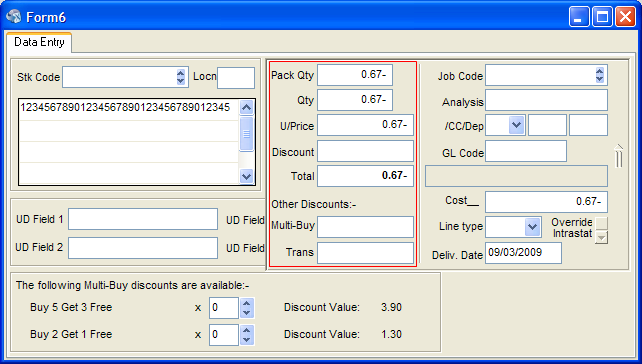 Form6
Data Entry
Stk Code Locn
12345678901234567890123456789012345
UD Field 1 UD Field
UD Field 2 UD Field
Pack Qty 0.67-
Qty 0.67-
U/Price 0.67-
Discount
Total 0.67-
Other Discounts:-
Multi-Buy
Trans
Job Code
Analysis
/CC/Dep
GL Code
Cost__ 0.67-
Line type Override
Intrastat
Deliv. Date 09/03/2009
The following Multi-Buy discounts are available:-
Buy 5 Get 3 Free x 0 Discount Value: 3.90
Buy 2 Get 1 Free x 0 Discount Value: 1.30